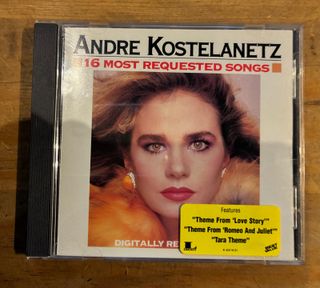 ANDRE KOSTELANETZ
16 MOST REQUESTED SONGS
DIGITALLY RE
Features
"Theme From 'Love Story'"
"Theme From 'Romeo And Juliet'"
"Tara Theme"